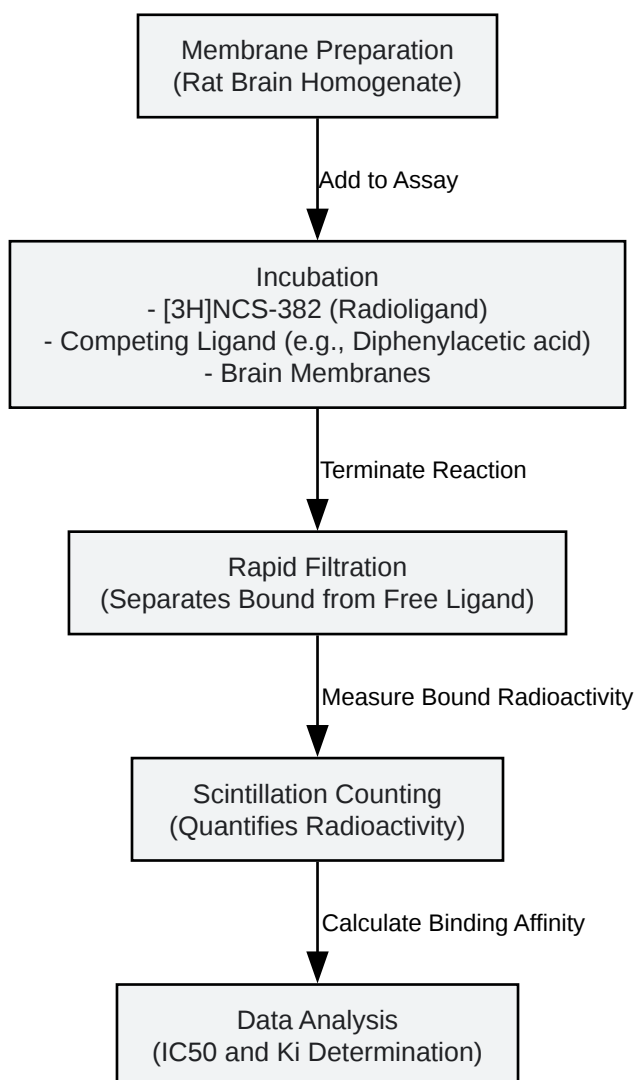 Membrane Preparation
(Rat Brain Homogenate)
Add to Assay
Incubation
- [3H]NCS-382 (Radioligand)
- Competing Ligand (e.g., Diphenylacetic acid)
- Brain Membranes
Terminate Reaction
Rapid Filtration
(Separates Bound from Free Ligand)
Measure Bound Radioactivity
Scintillation Counting
(Quantifies Radioactivity)
Calculate Binding Affinity
Data Analysis
(IC50 and Ki Determination)